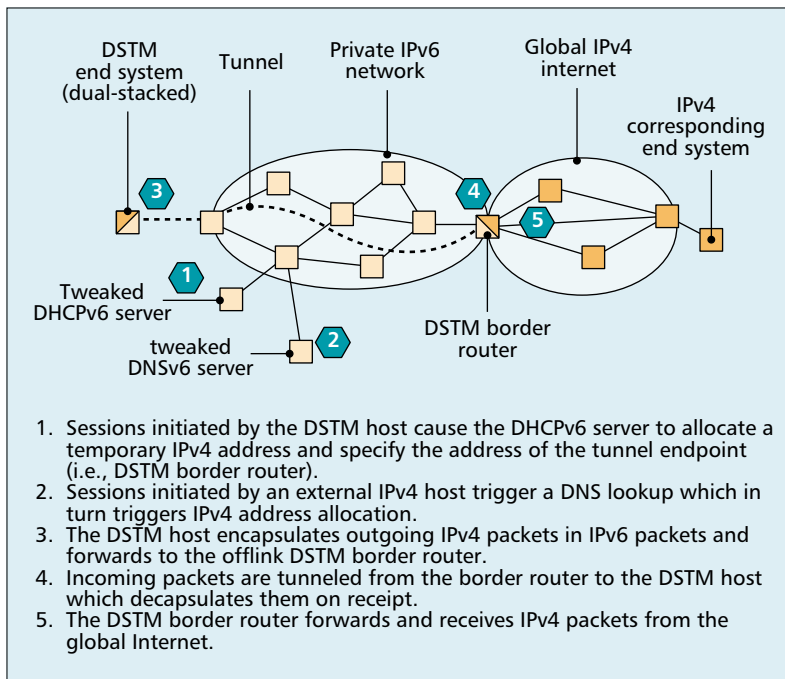 DSTM
end system
(dual-stacked)
Tunnel
Private IPv6
network
Global IPv4
internet
IPv4
corresponding
end system
3
4
5
1
Tweaked
DHCPv6 server
2
tweaked
DNSv6 server
DSTM border
router
1. Sessions initiated by the DSTM host cause the DHCPv6 server to allocate a
temporary IPv4 address and specify the address of the tunnel endpoint
(i.e., DSTM border router).
2. Sessions initiated by an external IPv4 host trigger a DNS lookup which in
turn triggers IPv4 address allocation.
3. The DSTM host encapsulates outgoing IPv4 packets in IPv6 packets and
forwards to the offlink DSTM border router.
4. Incoming packets are tunneled from the border router to the DSTM host
which decapsulates them on receipt.
5. The DSTM border router forwards and receives IPv4 packets from the
global Internet.